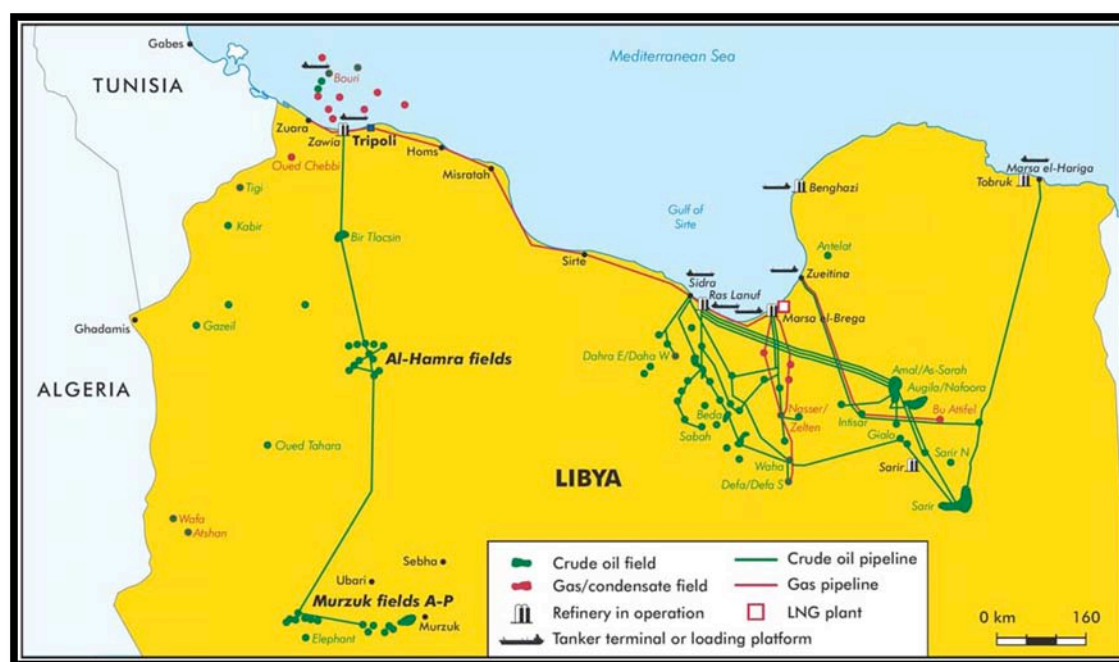 Gabes
TUNISIA
Mediterranean Sea
Bouri
Zuara
Zawia
Tripoli
Homs
Misratah
Oued Chebbi
Tigi
Kabir
Bir Tlacsin
Ghadamis
Gazeil
ALGERIA
Al-Hamra fields
Oued Tahara
Wafa
Atshan
Sebha
Ubari
Murzuk fields A-P
Murzuk
Elephant
Gulf of
Sirte
Sirte
Sidra
Ras Lanuf
Marsa el-Brega
Zueitina
Benghazi
Antelat
Marsa el-Hariga
Tobruk
Dahra E/Daha W
Beda
Sabah
Nasser/
Zelten
Waha
Defa/Defa S
Amal/As-Sarah
Augila/Nafoora
Bu Attifel
Intisar
Gialo
Sarir
Sarir N
Sarir
LIBYA
Crude oil field
Gas/condensate field
Refinery in operation
Tanker terminal or loading platform
Crude oil pipeline
Gas pipeline
LNG plant
0 km 160